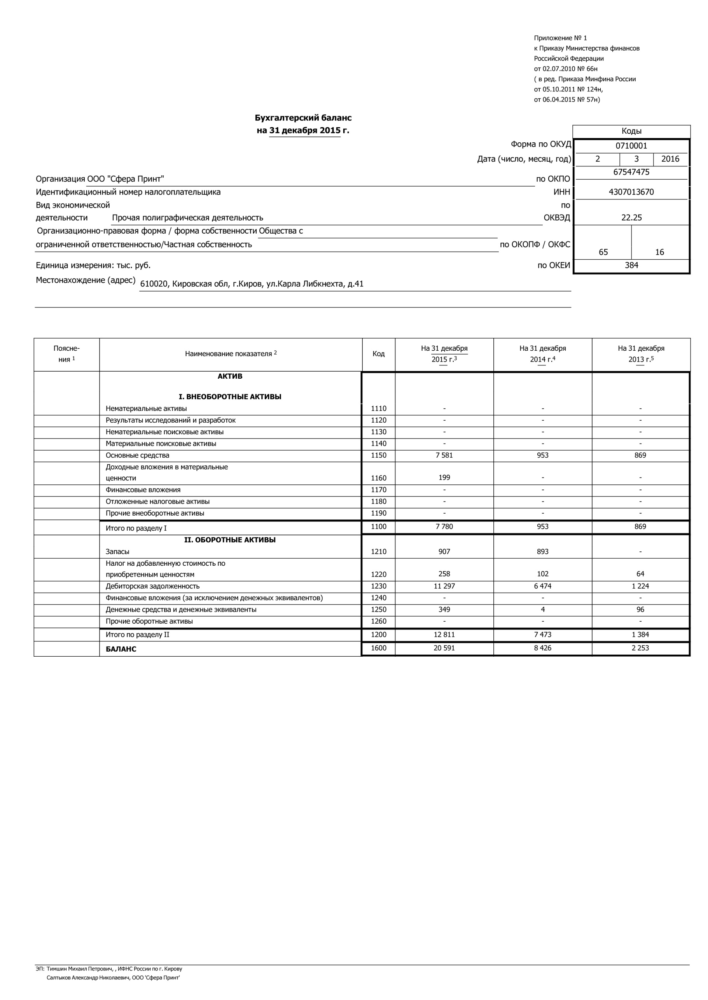 Приложение № 1
к Приказу Министерства финансов
Российской Федерации
от 02.07.2010 № 66н
( в ред. Приказа Минфина России
от 05.10.2011 № 124н,
от 06.04.2015 № 57н)
Бухгалтерский баланс
на 31 декабря 2015 г.
Коды
Форма по ОКУД 0710001
Дата (число, месяц, год) 2 3 2016
Организация ООО "Сфера Принт" по ОКПО 67547475
Идентификационный номер налогоплательщика ИНН 4307013670
Вид экономической по
деятельности Прочая полиграфическая деятельность ОКВЭД 22.25
Организационно-правовая форма / форма собственности Общества с
ограниченной ответственностью/Частная собственность по ОКОПФ / ОКФС 65 16
Единица измерения: тыс. руб. по ОКЕИ 384
Местонахождение (адрес) 610020, Кировская обл, г.Киров, ул.Карла Либкнехта, д.41
Поясне- На 31 декабря На 31 декабря На 31 декабря
ния 1 Наименование показателя 2 Код 2015 г.3 2014 г.4 2013 г.5
АКТИВ
I. ВНЕОБОРОТНЫЕ АКТИВЫ
Нематериальные активы 1110 - - -
Результаты исследований и разработок 1120 - - -
Нематериальные поисковые активы 1130 - - -
Материальные поисковые активы 1140 - - -
Основные средства 1150 7 581 953 869
Доходные вложения в материальные
ценности 1160 199 - -
Финансовые вложения 1170 - - -
Отложенные налоговые активы 1180 - - -
Прочие внеоборотные активы 1190 - - -
Итого по разделу I 1100 7 780 953 869
II. ОБОРОТНЫЕ АКТИВЫ
Запасы 1210 907 893 -
Налог на добавленную стоимость по
приобретенным ценностям 1220 258 102 64
Дебиторская задолженность 1230 11 297 6 474 1 224
Финансовые вложения (за исключением денежных эквивалентов) 1240 - - -
Денежные средства и денежные эквиваленты 1250 349 4 96
Прочие оборотные активы 1260 - - -
Итого по разделу II 1200 12 811 7 473 1 384
БАЛАНС 1600 20 591 8 426 2 253
ЭП: Тимшин Михаил Петрович, , ИФНС России по г. Кирову
Салтыков Александр Николаевич, ООО 'Сфера Принт'